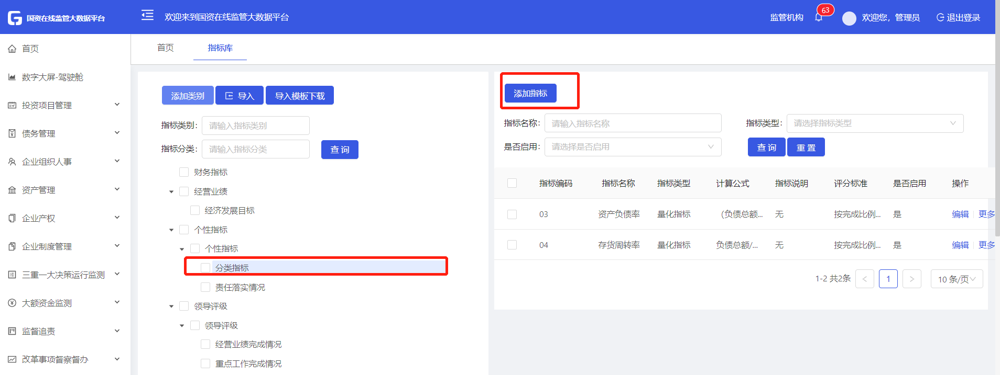 国资在线监管大数据平台
欢迎来到国资在线监管大数据平台
监管机构
63
欢迎您，管理员
退出登录
首页
数字大屏-驾驶舱
投资项目管理
债务管理
企业组织人事
资产管理
企业产权
企业制度管理
三重一大决策运行监测
大额资金监测
监督追责
改革事项督察督办
首页
指标库
添加类别
导入
导入模板下载
指标类别:
请输入指标类别
指标分类:
请输入指标分类
查 询
财务指标
经营业绩
经济发展目标
个性指标
个性指标
分类指标
责任落实情况
领导评级
领导评级
经营业绩完成情况
重点工作完成情况
添加指标
指标名称:
请输入指标名称
指标类型:
请选择指标类型
是否启用:
请选择是否启用
查 询
重 置
指标编码 指标名称 指标类型 计算公式 指标说明 评分标准 是否启用 操作
03 资产负债率 量化指标 （负债总额... 无 按完成比例... 是 编辑 更多
04 存货周转率 量化指标 负债总额/... 无 按完成比例... 是 编辑 更多
1-2 共2条 < 1 > 10 条/页